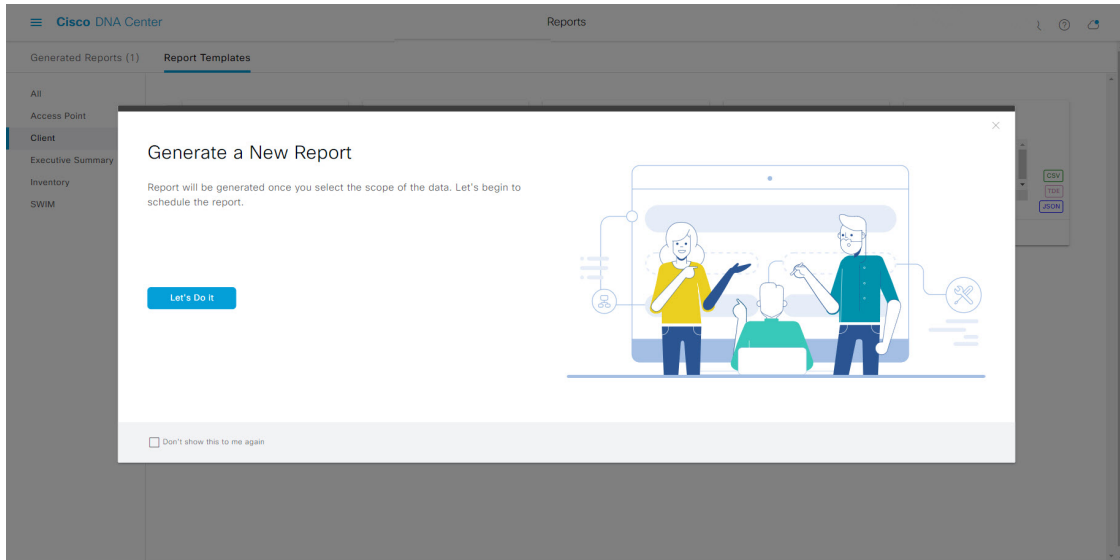 Cisco DNA Center
Reports
Generated Reports (1)
Report Templates
All
Access Point
Client
Executive Summary
Inventory
SWIM
Generate a New Report
Report will be generated once you select the scope of the data. Let's begin to
schedule the report.
Let's Do it
Don't show this to me again
CSV
TDE
JSON